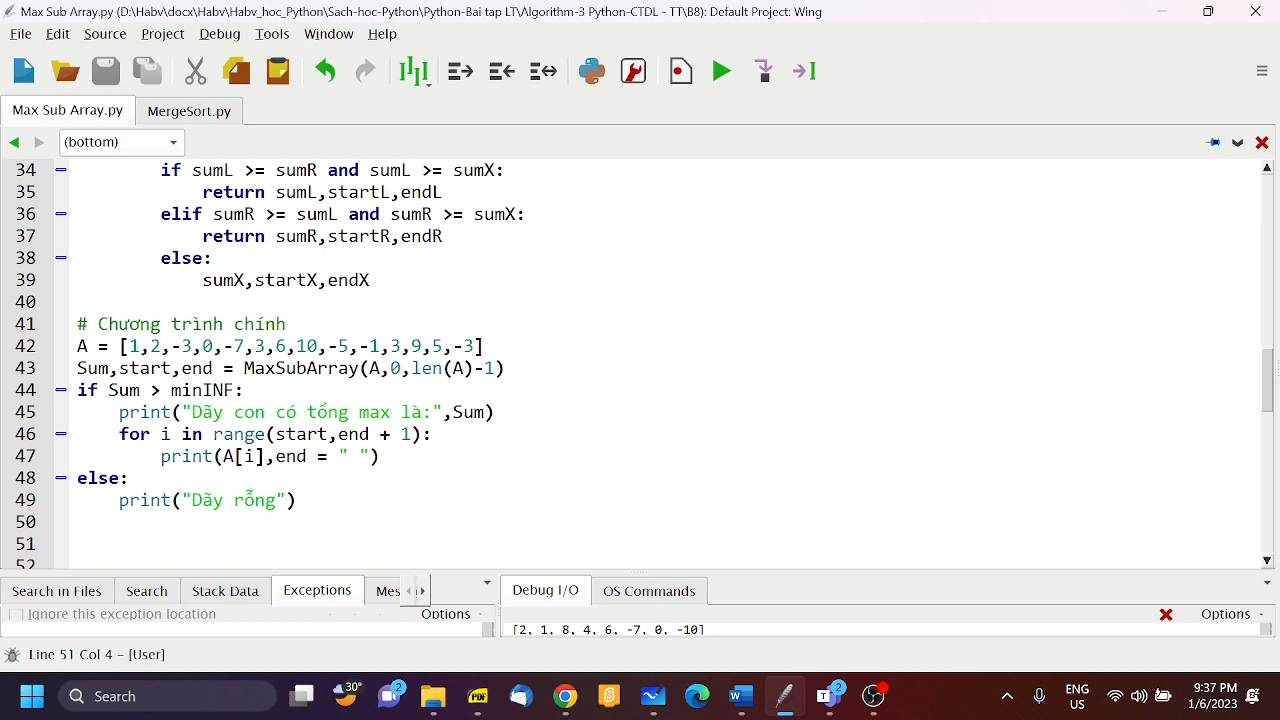 Max Sub Array.py (D:\Habv\docx\Habv\Habv_hoc_Python\Sach-hoc-Python\Python-Bai tap LT\Algorithm-3 Python-CTDL - TT\B8): Default Project: Wing
File Edit Source Project Debug Tools Window Help
Max Sub Array.py MergeSort.py
(bottom)
34 if sumL >= sumR and sumL >= sumX:
35 return sumL,startL,endL
36 elif sumR >= sumL and sumR >= sumX:
37 return sumR,startR,endR
38 else:
39 sumX,startX,endX
40
41 # Chương trình chính
42 A = [1,2,-3,0,-7,3,6,10,-5,-1,3,9,5,-3]
43 Sum,start,end = MaxSubArray(A,0,len(A)-1)
44 if Sum > minINF:
45 print("Dãy con có tổng max là:",Sum)
46 for i in range(start,end + 1):
47 print(A[i],end = " ")
48 else:
49 print("Dãy rỗng")
50
51
52
Search in Files Search Stack Data Exceptions Mes Debug I/O OS Commands
Ignore this exception location Options Options
[2, 1, 8, 4, 6, -7, 0, -10]
Line 51 Col 4 – [User]
Search 30° 2 PDF 2 ENG US 9:37 PM 1/6/2023